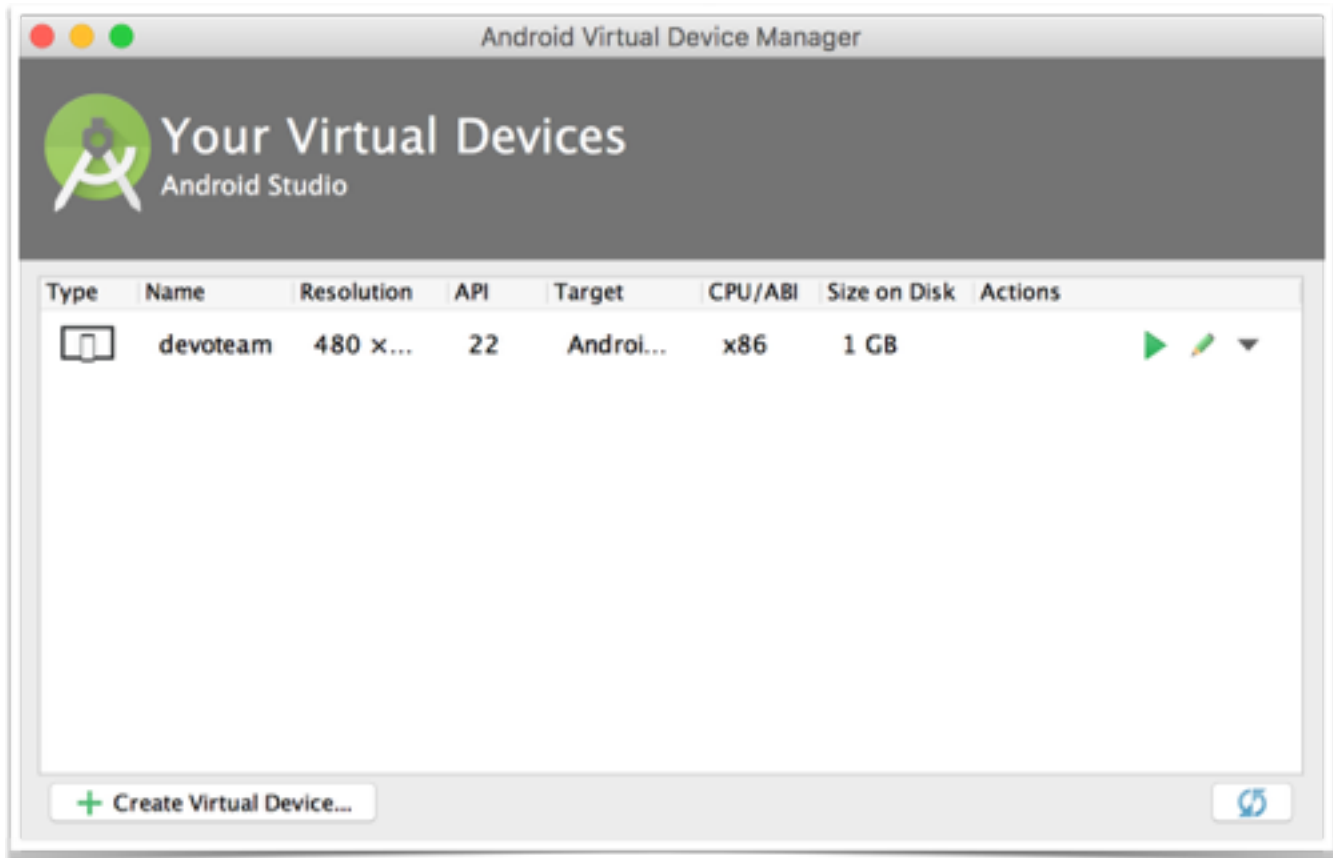 Android Virtual Device Manager
Your Virtual Devices
Android Studio
Type Name Resolution API Target CPU/ABI Size on Disk Actions
devoteam 480 ×... 22 Androi... x86 1 GB
Create Virtual Device...